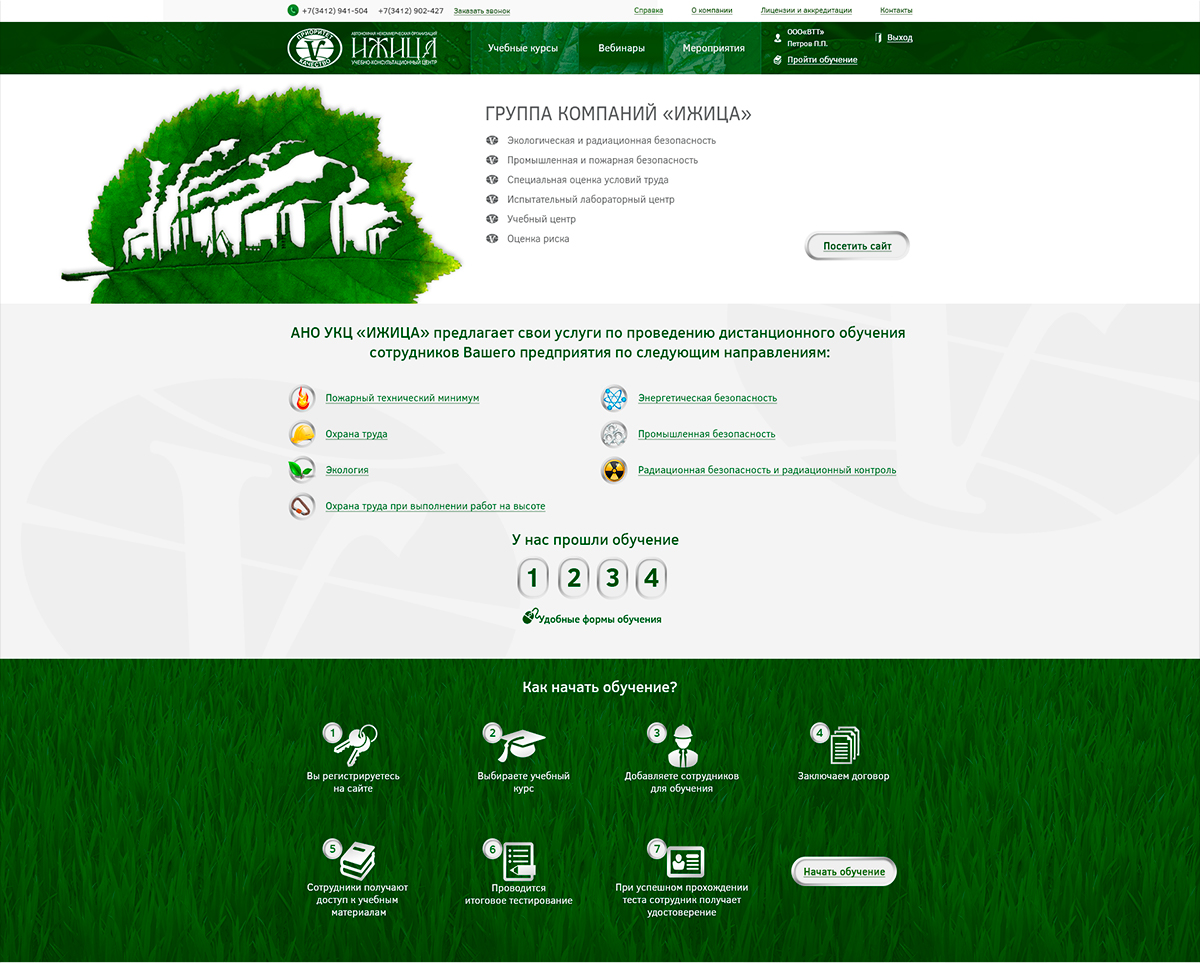 +7(3412) 941-504 +7(3412) 902-427 Заказать звонок Справка О компании Лицензии и аккредитации Контакты
ПРИОРИТЕТ
КАЧЕСТВО
АВТОНОМНАЯ НЕКОММЕРЧЕСКАЯ ОРГАНИЗАЦИЯ
ИЖИЦА
УЧЕБНО-КОНСУЛЬТАЦИОННЫЙ ЦЕНТР
Учебные курсы Вебинары Мероприятия
ООО«ВТТ»
Петров П.П.
Выход
Пройти обучение
ГРУППА КОМПАНИЙ «ИЖИЦА»
Экологическая и радиационная безопасность
Промышленная и пожарная безопасность
Специальная оценка условий труда
Испытательный лабораторный центр
Учебный центр
Оценка риска
Посетить сайт
АНО УКЦ «ИЖИЦА» предлагает свои услуги по проведению дистанционного обучения
сотрудников Вашего предприятия по следующим направлениям:
Пожарный технический минимум
Охрана труда
Экология
Охрана труда при выполнении работ на высоте
Энергетическая безопасность
Промышленная безопасность
Радиационная безопасность и радиационный контроль
У нас прошли обучение
1 2 3 4
Удобные формы обучения
Как начать обучение?
1
Вы регистрируетесь
на сайте
2
Выбираете учебный
курс
3
Добавляете сотрудников
для обучения
4
Заключаем договор
5
Сотрудники получают
доступ к учебным
материалам
6
Проводится
итоговое тестирование
7
При успешном прохождении
теста сотрудник получает
удостоверение
Начать обучение